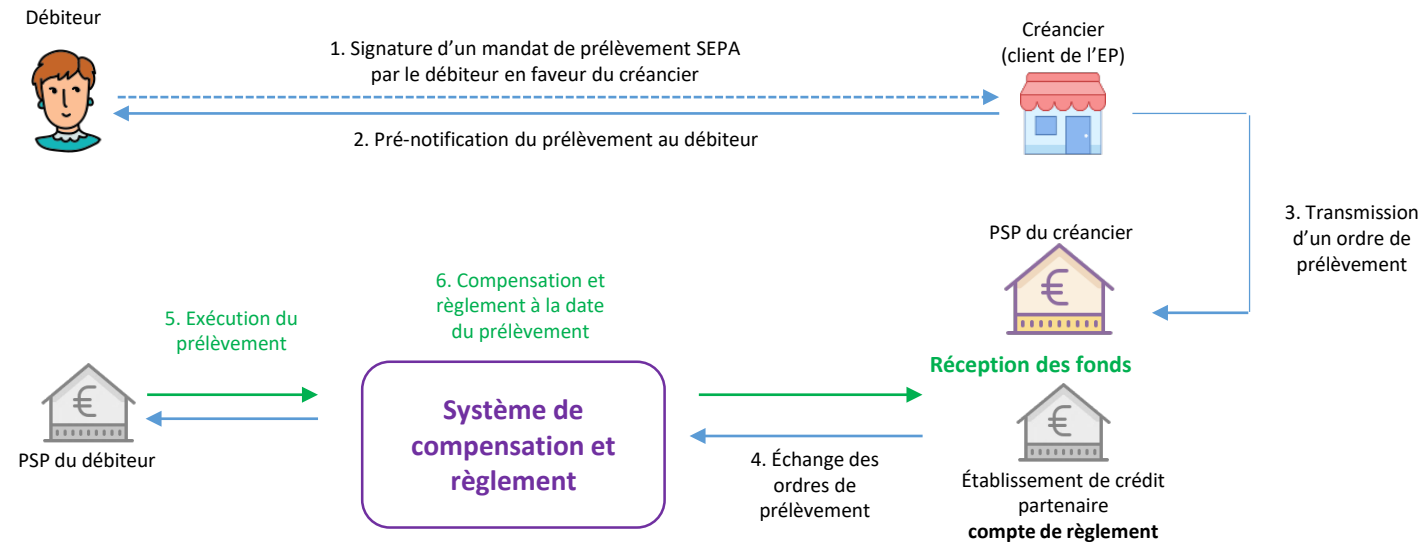 Débiteur
1. Signature d’un mandat de prélèvement SEPA
par le débiteur en faveur du créancier
2. Pré-notification du prélèvement au débiteur
Créancier
(client de l’EP)
3. Transmission
d’un ordre de
prélèvement
PSP du créancier
€
6. Compensation et
règlement à la date
du prélèvement
5. Exécution du
prélèvement
Réception des fonds
€
PSP du débiteur
Système de
compensation et
règlement
4. Échange des
ordres de
prélèvement
€
Établissement de crédit
partenaire
compte de règlement